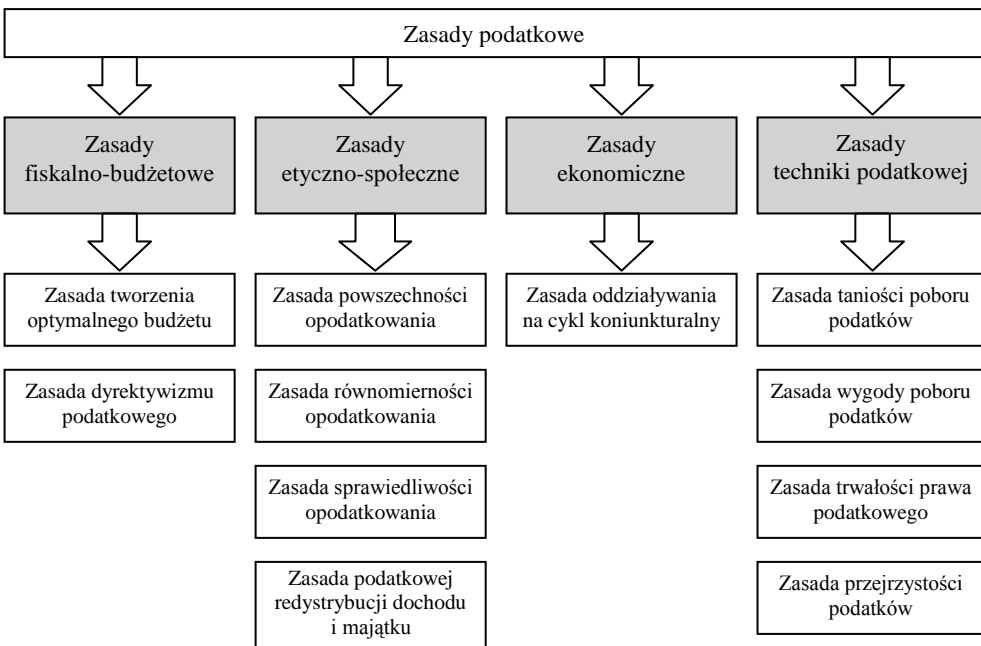 Zasady podatkowe
Zasady
fiskalno-budżetowe
Zasady
etyczno-społeczne
Zasady
ekonomiczne
Zasady
techniki podatkowej
Zasada tworzenia
optymalnego budżetu
Zasada powszechności
opodatkowania
Zasada oddziaływania
na cykl koniunkturalny
Zasada taniości poboru
podatków
Zasada dyrektywizmu
podatkowego
Zasada równomierności
opodatkowania
Zasada wygody poboru
podatków
Zasada sprawiedliwości
opodatkowania
Zasada trwałości prawa
podatkowego
Zasada podatkowej
redystrybucji dochodu
i majątku
Zasada przejrzystości
podatków